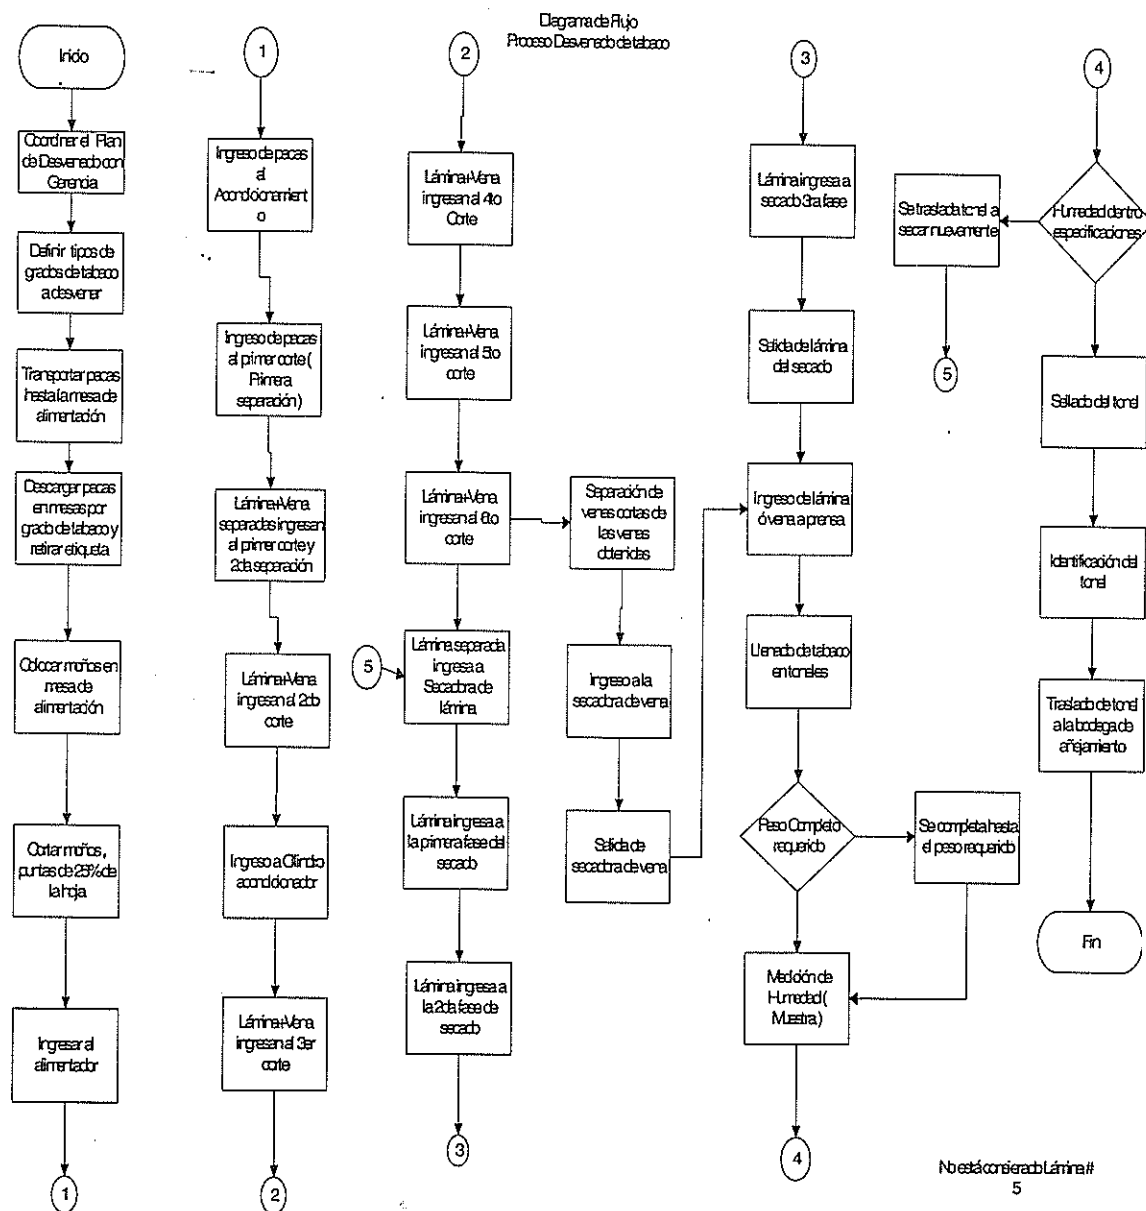 Diagrama de Flujo
Proceso Desvenado de tabaco
Inicio
Coordiner el Plan
de Desvenado con
Gerencia
Definir tipos de
grados de tabaco
a desvener
Transportar pacas
hasta la mesa de
alimentación
Descargar pacas
en mesas por
grado de tabaco y
retirar etiqueta
Colocar moños en
mesa de
alimentación
Cortar moños,
puntas de 25% de
la hoja
Ingresar al
alimentador
1
1
Ingreso de pacas
al
Acondicionamient
o
Ingreso de pacas
al primer corte (
Primera
separación)
Lámina+Vena
separadas ingresan
al primer corte y
2da separación
Lámina+Vena
ingresan al 2do
corte
Ingreso a Cilindro
acondicionador
Lámina+Vena
ingresan al 3er
corte
2
2
Lámina+Vena
ingresan al 4to
Corte
Lámina+Vena
ingresan al 5to
corte
Lámina+Vena
ingresan al 6to
corte
5
Lámina separada
ingresa a
Secadora de
lámina
Lámina ingresa a
la primera fase del
secado
Lámina ingresa a
la 2da fase de
secado
3
Separación de
venas cortas de
las venas
obtenidas
Ingreso a la
secadora de vena
Salida de
secadora de vena
3
Lámina ingresa a
secado 3ra fase
Salida de lámina
del secado
Ingreso de lámina
ó vena a prensa
Llenado de tabaco
en toneles
Peso Completo
requerido
Se completa hasta
el peso requerido
Medición de
Humedad (
Muestra)
4
4
Humedad dentro
especificaciones
Se traslada tonel a
secar nuevemente
5
Sellado del tonel
Identificación del
tonel
Traslado de tonel
a la bodega de
añejamiento
Fin
No está consierado Lámina #
5